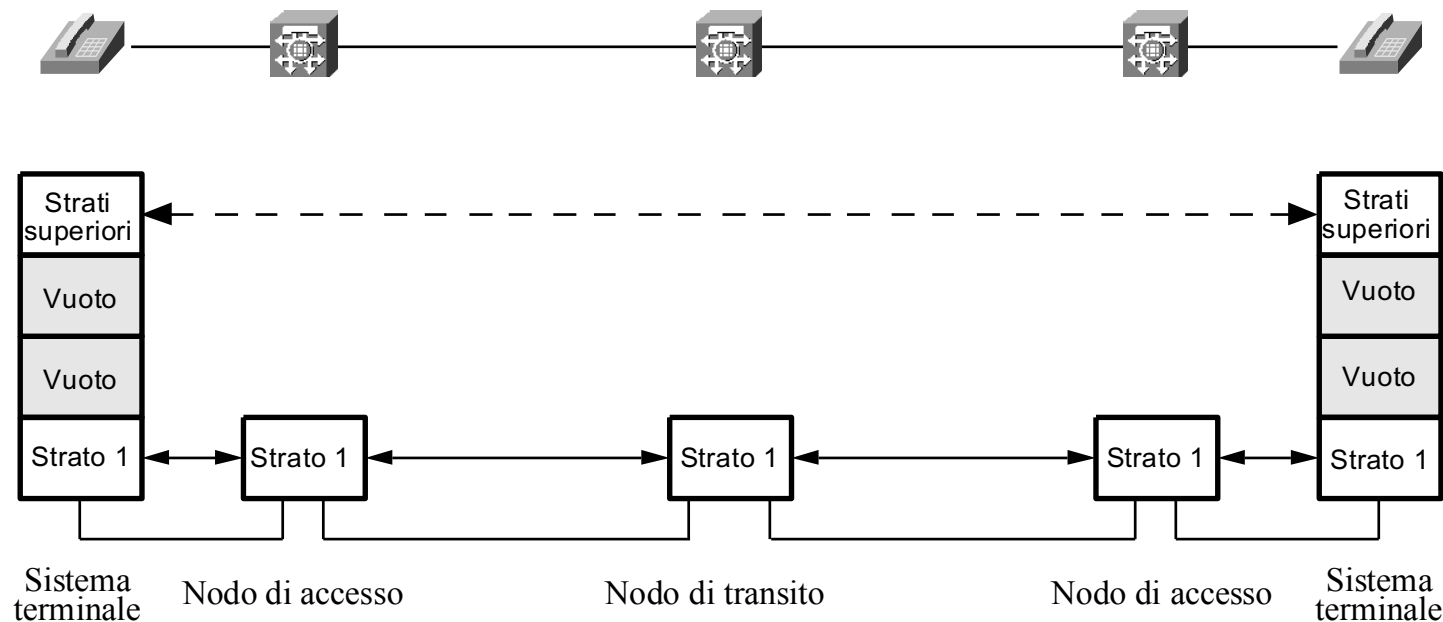 Strati
superiori
Strati
superiori
Vuoto
Vuoto
Vuoto
Vuoto
Strato 1
Strato 1
Strato 1
Strato 1
Strato 1
Sistema
terminale
Nodo di accesso
Nodo di transito
Nodo di accesso
Sistema
terminale